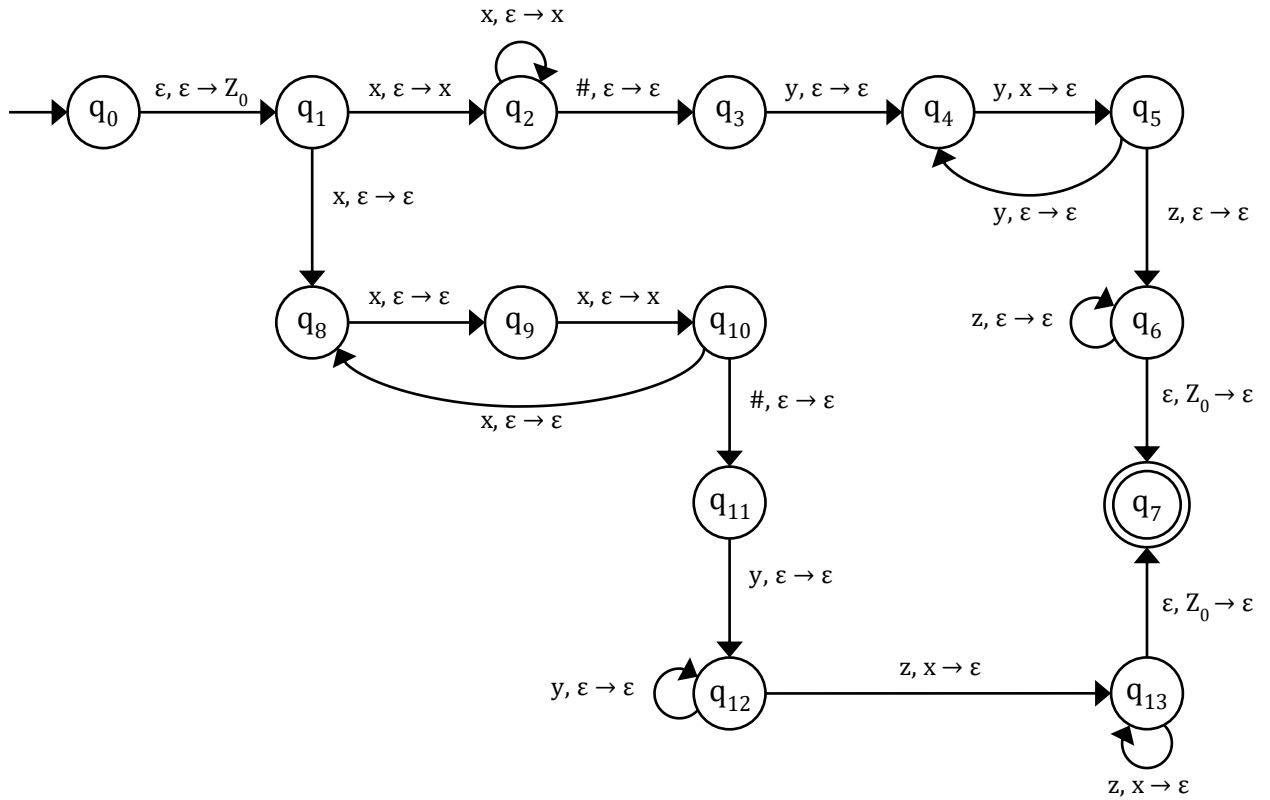 x, ε → x
q₀
ε, ε → Z₀
q₁
x, ε → x
q₂
#, ε → ε
q₃
y, ε → ε
q₄
y, x → ε
q₅
x, ε → ε
y, ε → ε
z, ε → ε
q₈
x, ε → ε
q₉
x, ε → x
q₁₀
z, ε → ε
q₆
x, ε → ε
#, ε → ε
ε, Z₀ → ε
q₁₁
q₇
y, ε → ε
ε, Z₀ → ε
y, ε → ε
q₁₂
z, x → ε
q₁₃
z, x → ε